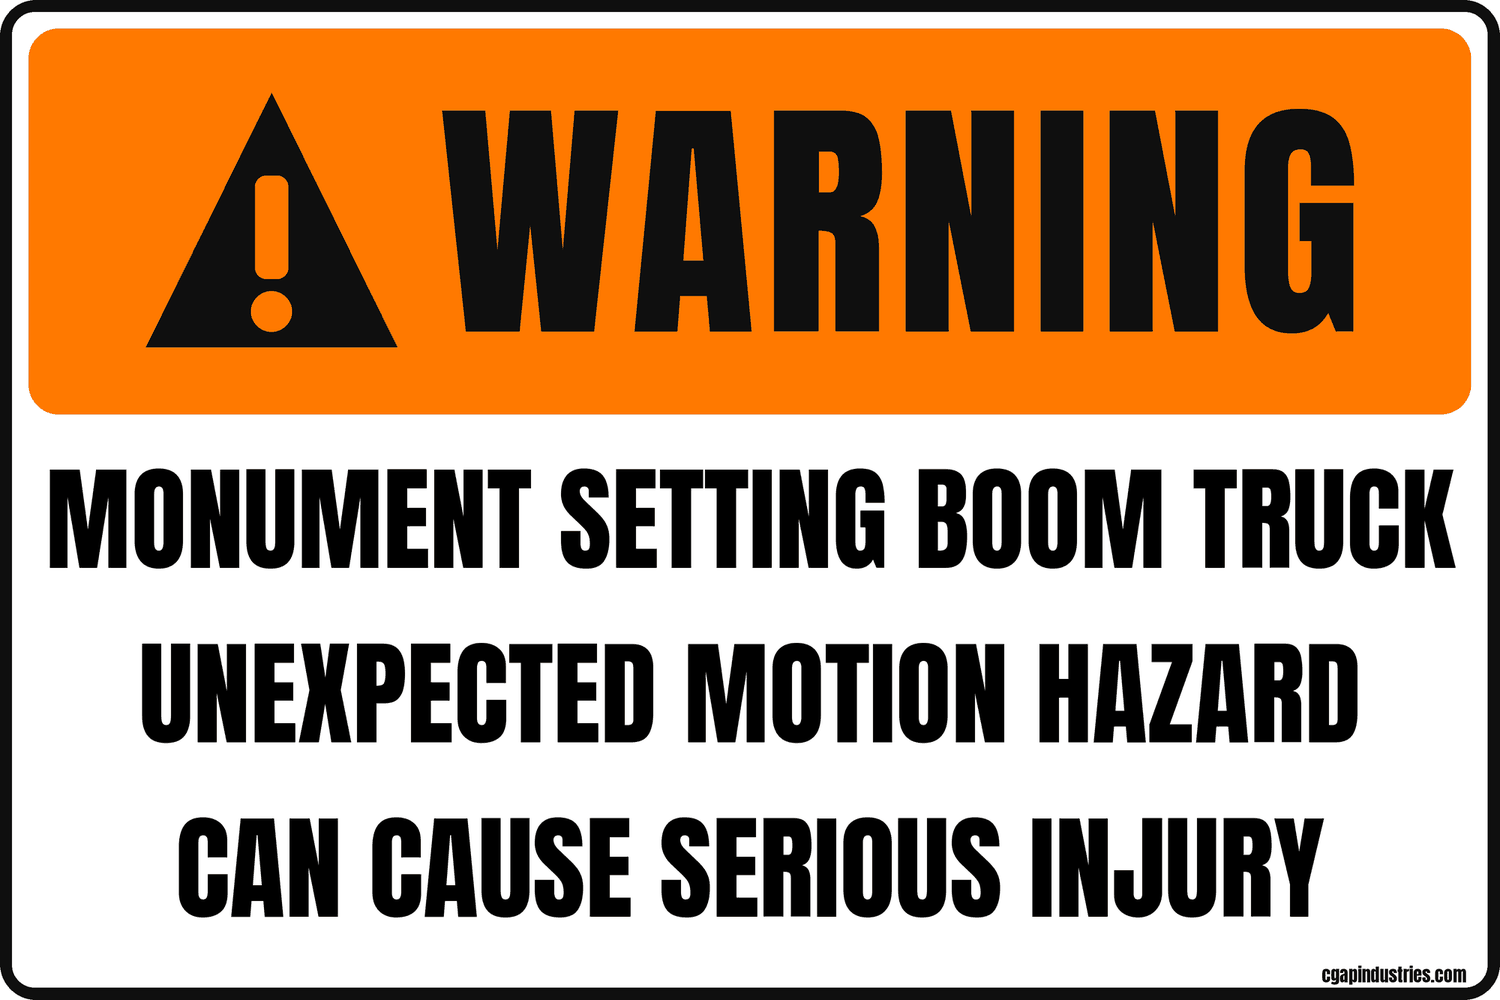 WARNING
MONUMENT SETTING BOOM TRUCK
UNEXPECTED MOTION HAZARD
CAN CAUSE SERIOUS INJURY
cgapindustries.com